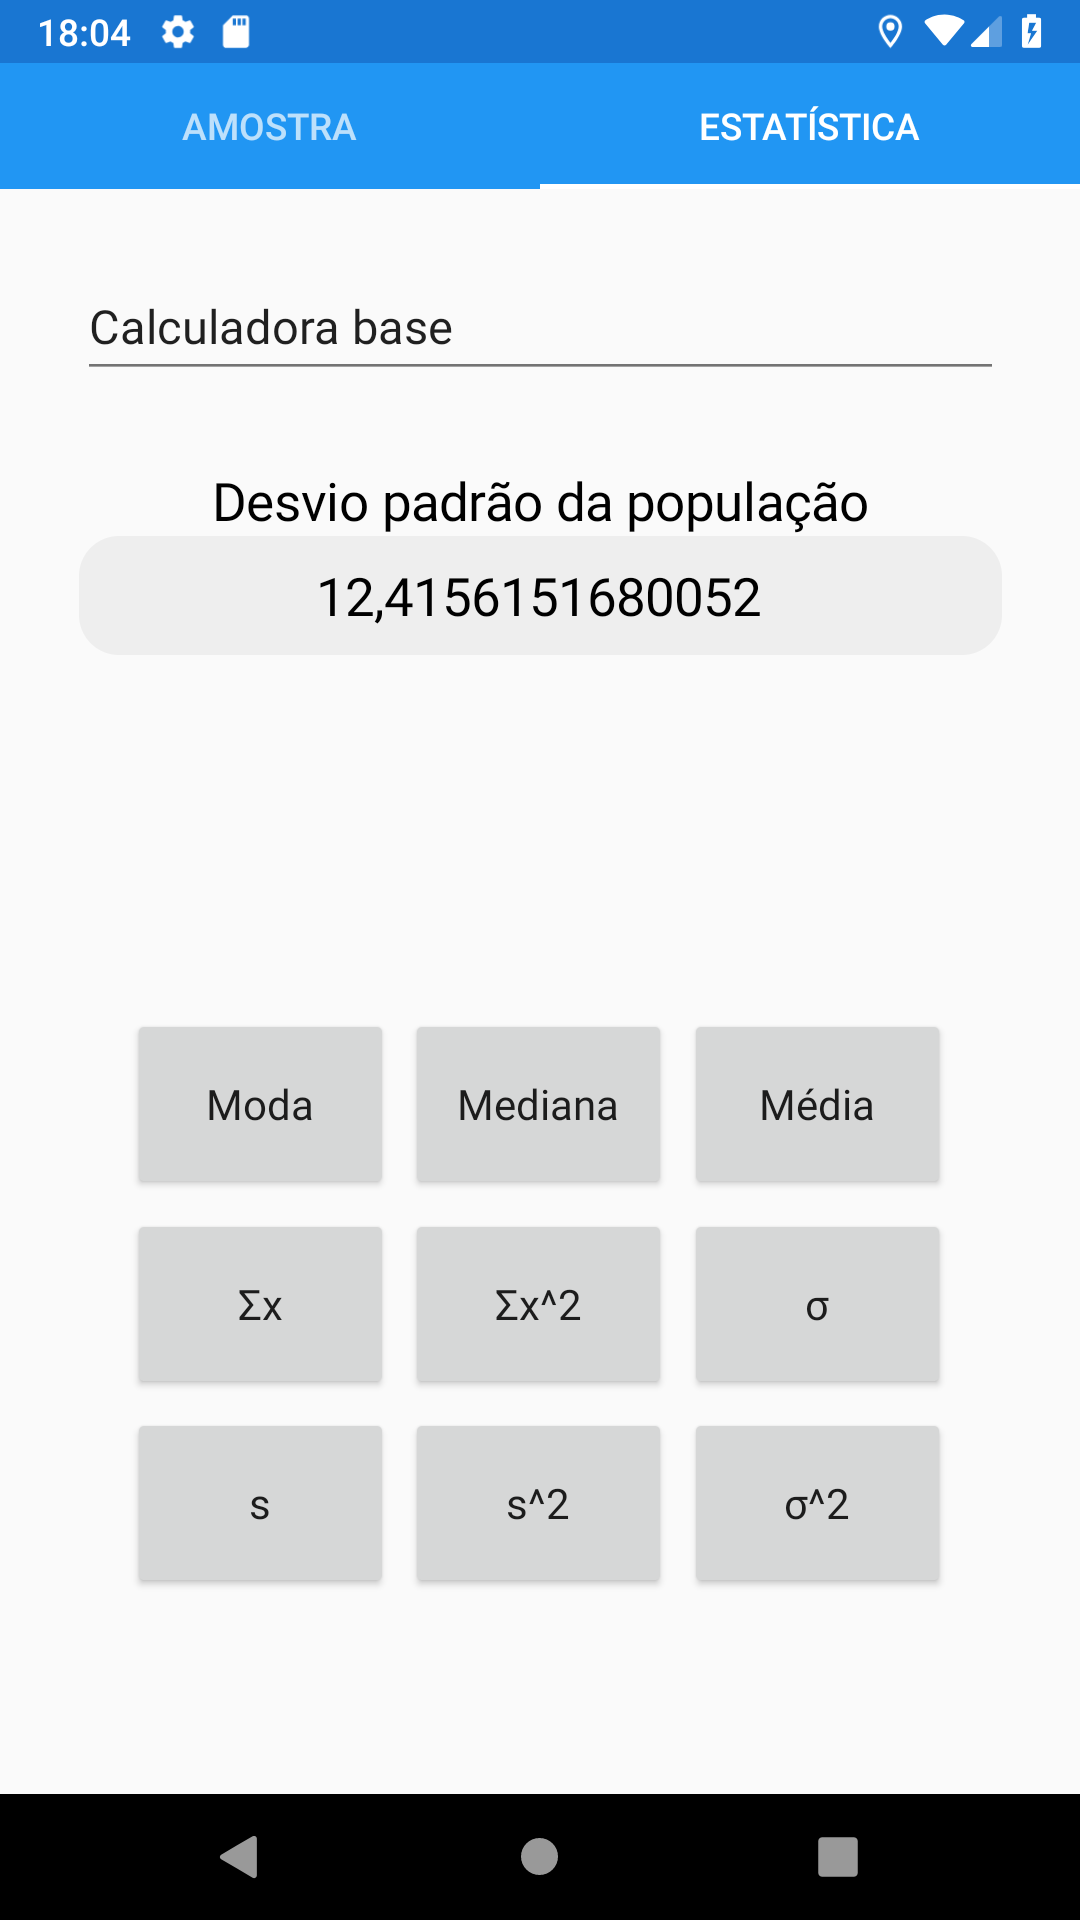 18:04
AMOSTRA ESTATÍSTICA
Calculadora base
Desvio padrão da população
12,4156151680052
Moda Mediana Média
Σx Σx^2 σ
s s^2 σ^2